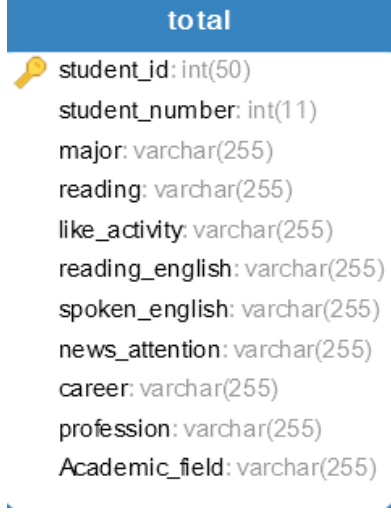 total
student_id: int(50)
student_number: int(11)
major: varchar(255)
reading: varchar(255)
like_activity: varchar(255)
reading_english: varchar(255)
spoken_english: varchar(255)
news_attention: varchar(255)
career: varchar(255)
profession: varchar(255)
Academic_field: varchar(255)